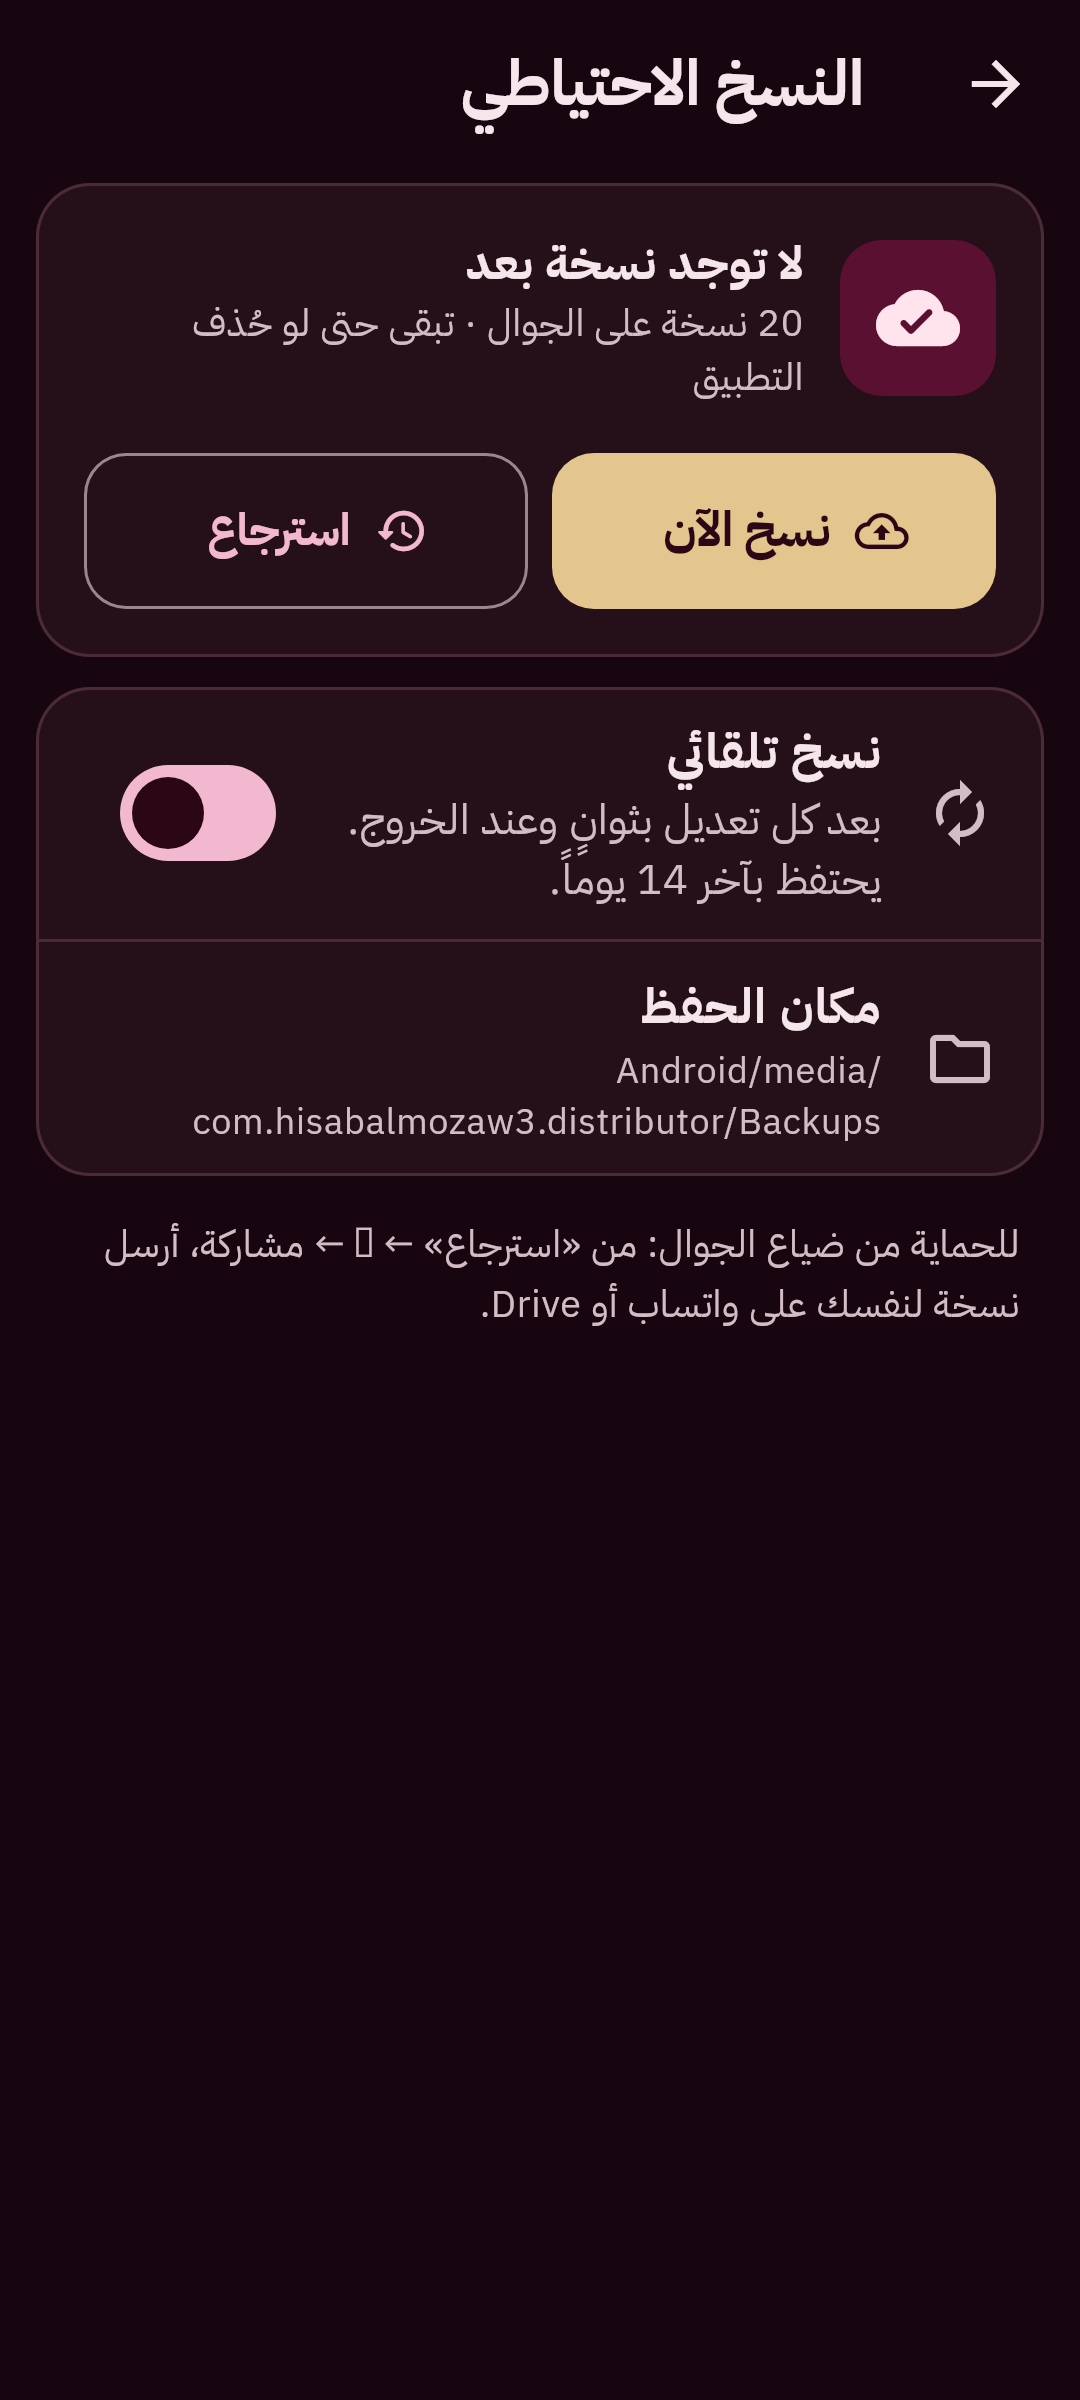 النسخ الاحتياطي
لا توجد نسخة بعد
20 نسخة على الجوال · تبقى حتى لو حُذف
التطبيق
نسخ الآن
استرجاع
نسخ تلقائي
بعد كل تعديل بثوانٍ وعند الخروج.
يحتفظ بآخر 14 يوماً.
مكان الحفظ
Android/media/
com.hisabalmozaw3.distributor/Backups
للحماية من ضياع الجوال: من «استرجاع» ← ▯ ← مشاركة، أرسل
نسخة لنفسك على واتساب أو Drive.